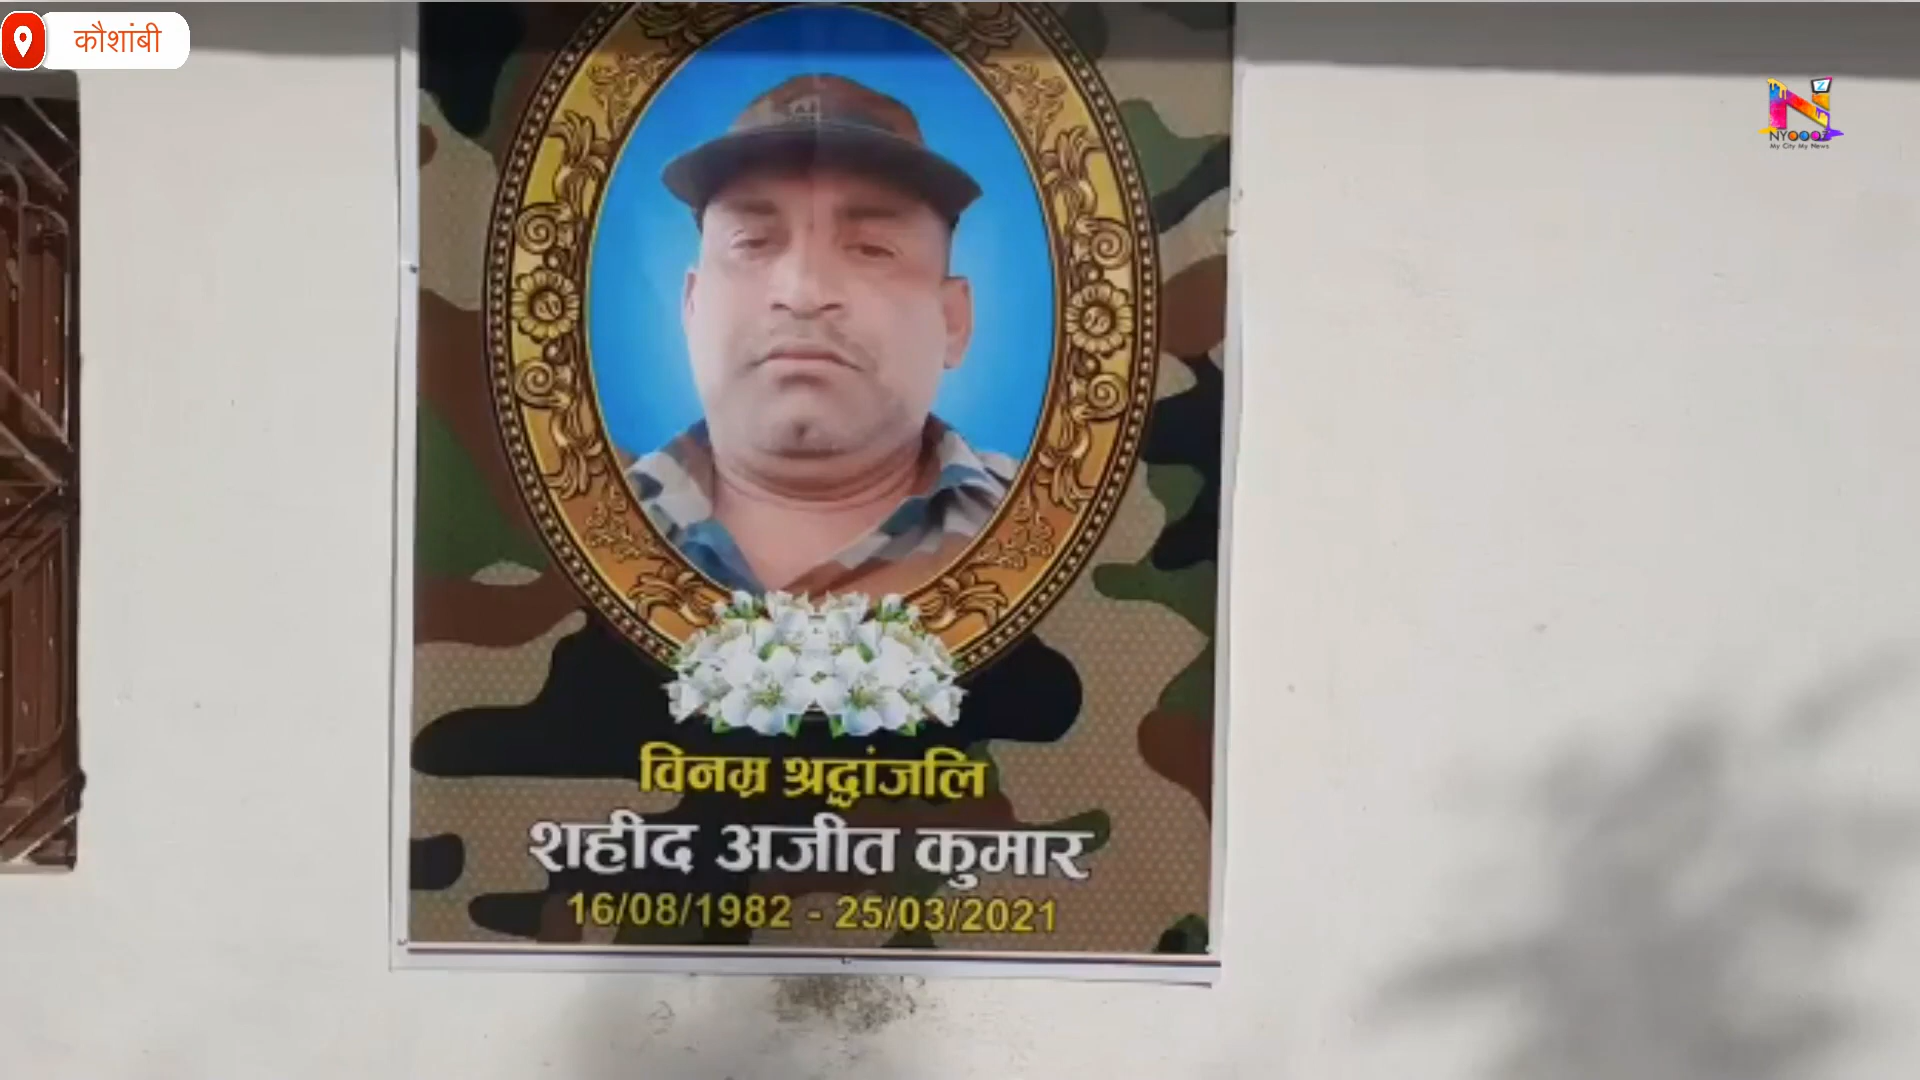 कौशांबी
NYOOOZ
My City My News
विनम्र श्रद्धांजलि
शहीद अजीत कुमार
16/08/1982 - 25/03/2021